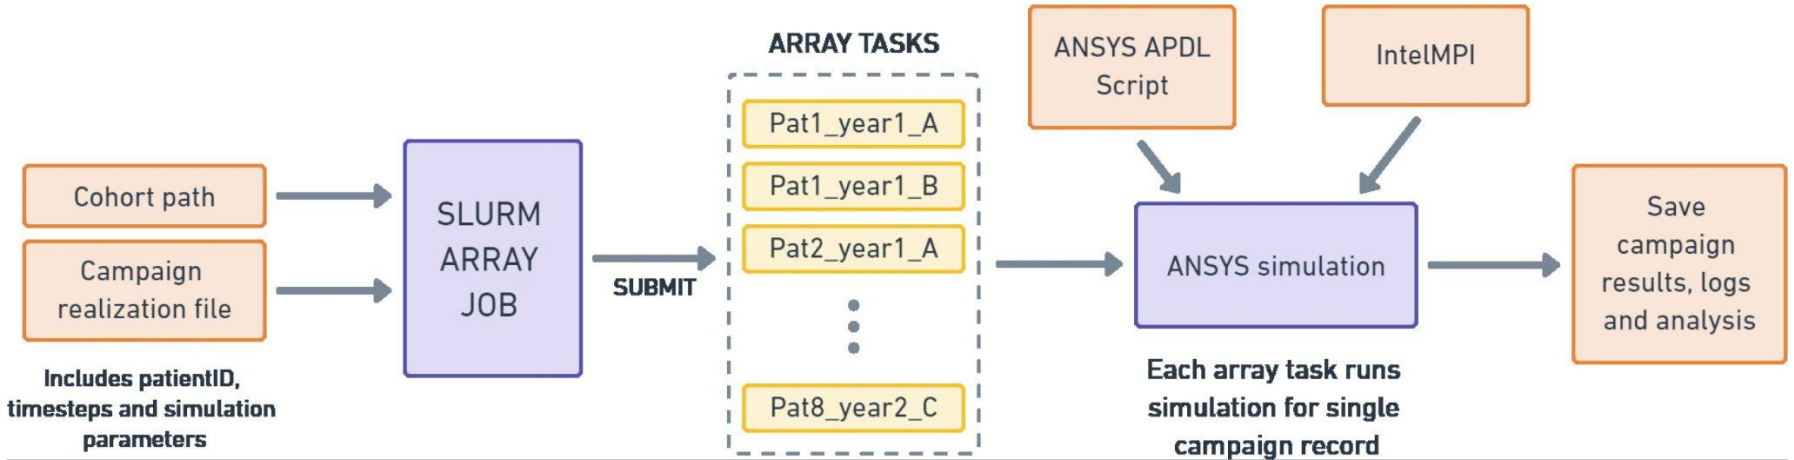 Cohort path
Campaign
realization file
Includes patientID,
timesteps and simulation
parameters
SLURM
ARRAY
JOB
SUBMIT
ARRAY TASKS
Pat1_year1_A
Pat1_year1_B
Pat2_year1_A
Pat8_year2_C
ANSYS APDL
Script
IntelMPI
ANSYS simulation
Each array task runs
simulation for single
campaign record
Save
campaign
results, logs
and analysis